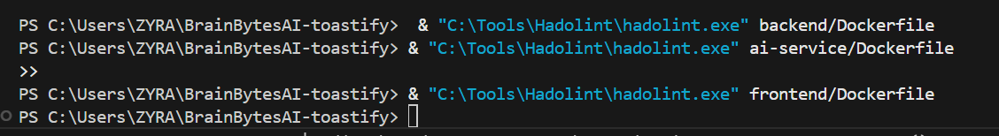 PS C:\Users\ZYRA\BrainBytesAI-toastify>  & "C:\Tools\Hadolint\hadolint.exe" backend/Dockerfile
PS C:\Users\ZYRA\BrainBytesAI-toastify> & "C:\Tools\Hadolint\hadolint.exe" ai-service/Dockerfile
>>
PS C:\Users\ZYRA\BrainBytesAI-toastify> & "C:\Tools\Hadolint\hadolint.exe" frontend/Dockerfile
PS C:\Users\ZYRA\BrainBytesAI-toastify>